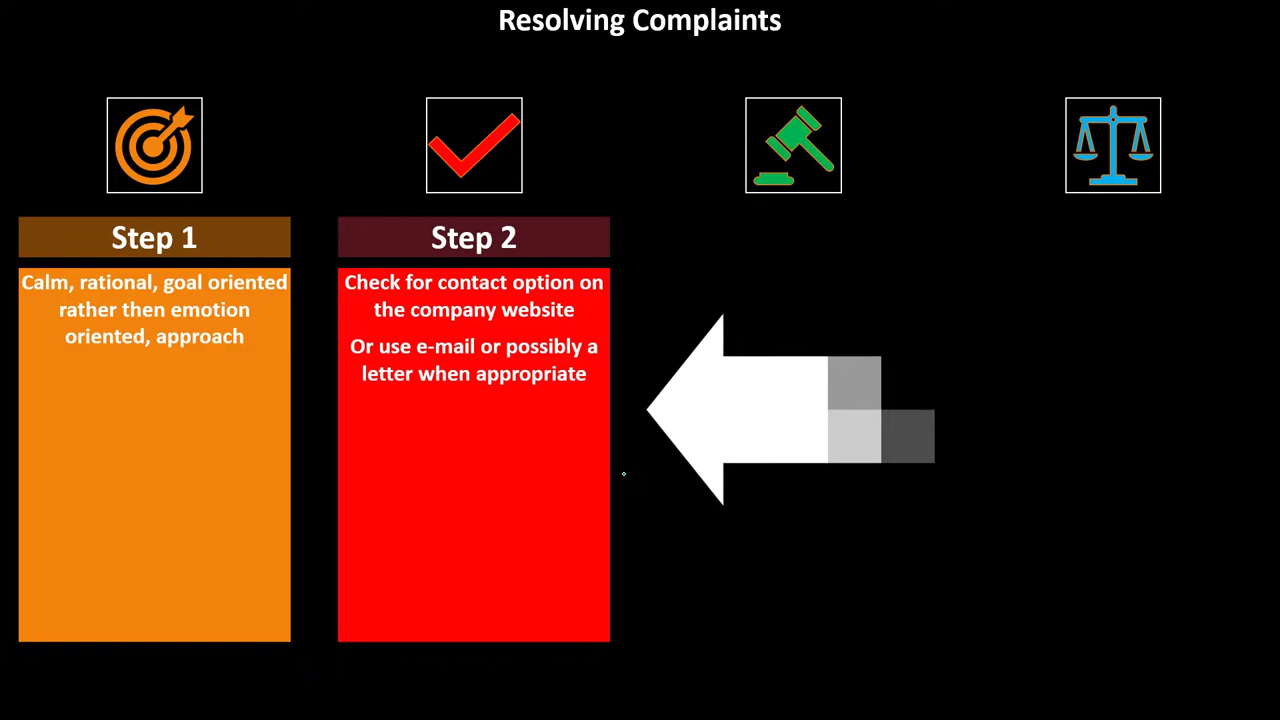 Resolving Complaints
Step 1
Calm, rational, goal oriented
rather then emotion
oriented, approach
Step 2
Check for contact option on
the company website
Or use e-mail or possibly a
letter when appropriate